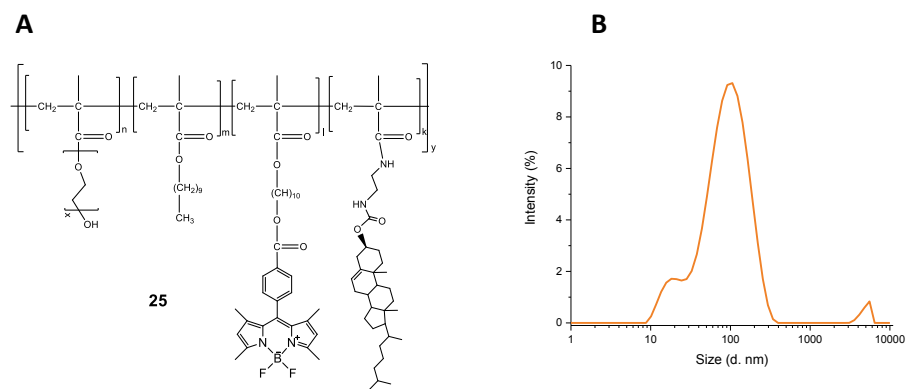 A
B
CH₂ C CH₂ C CH₂ C CH₂ C
n m l k
y
C O C O C O C O
O O O NH
(CH₂)₉ (CH₂)₁₀
x OH CH₃ O HN
O O
C O O
25
N N⁺
B
F F
10
8
6
4
2
0
Intensity (%)
1 10 100 1000 10000
Size (d. nm)